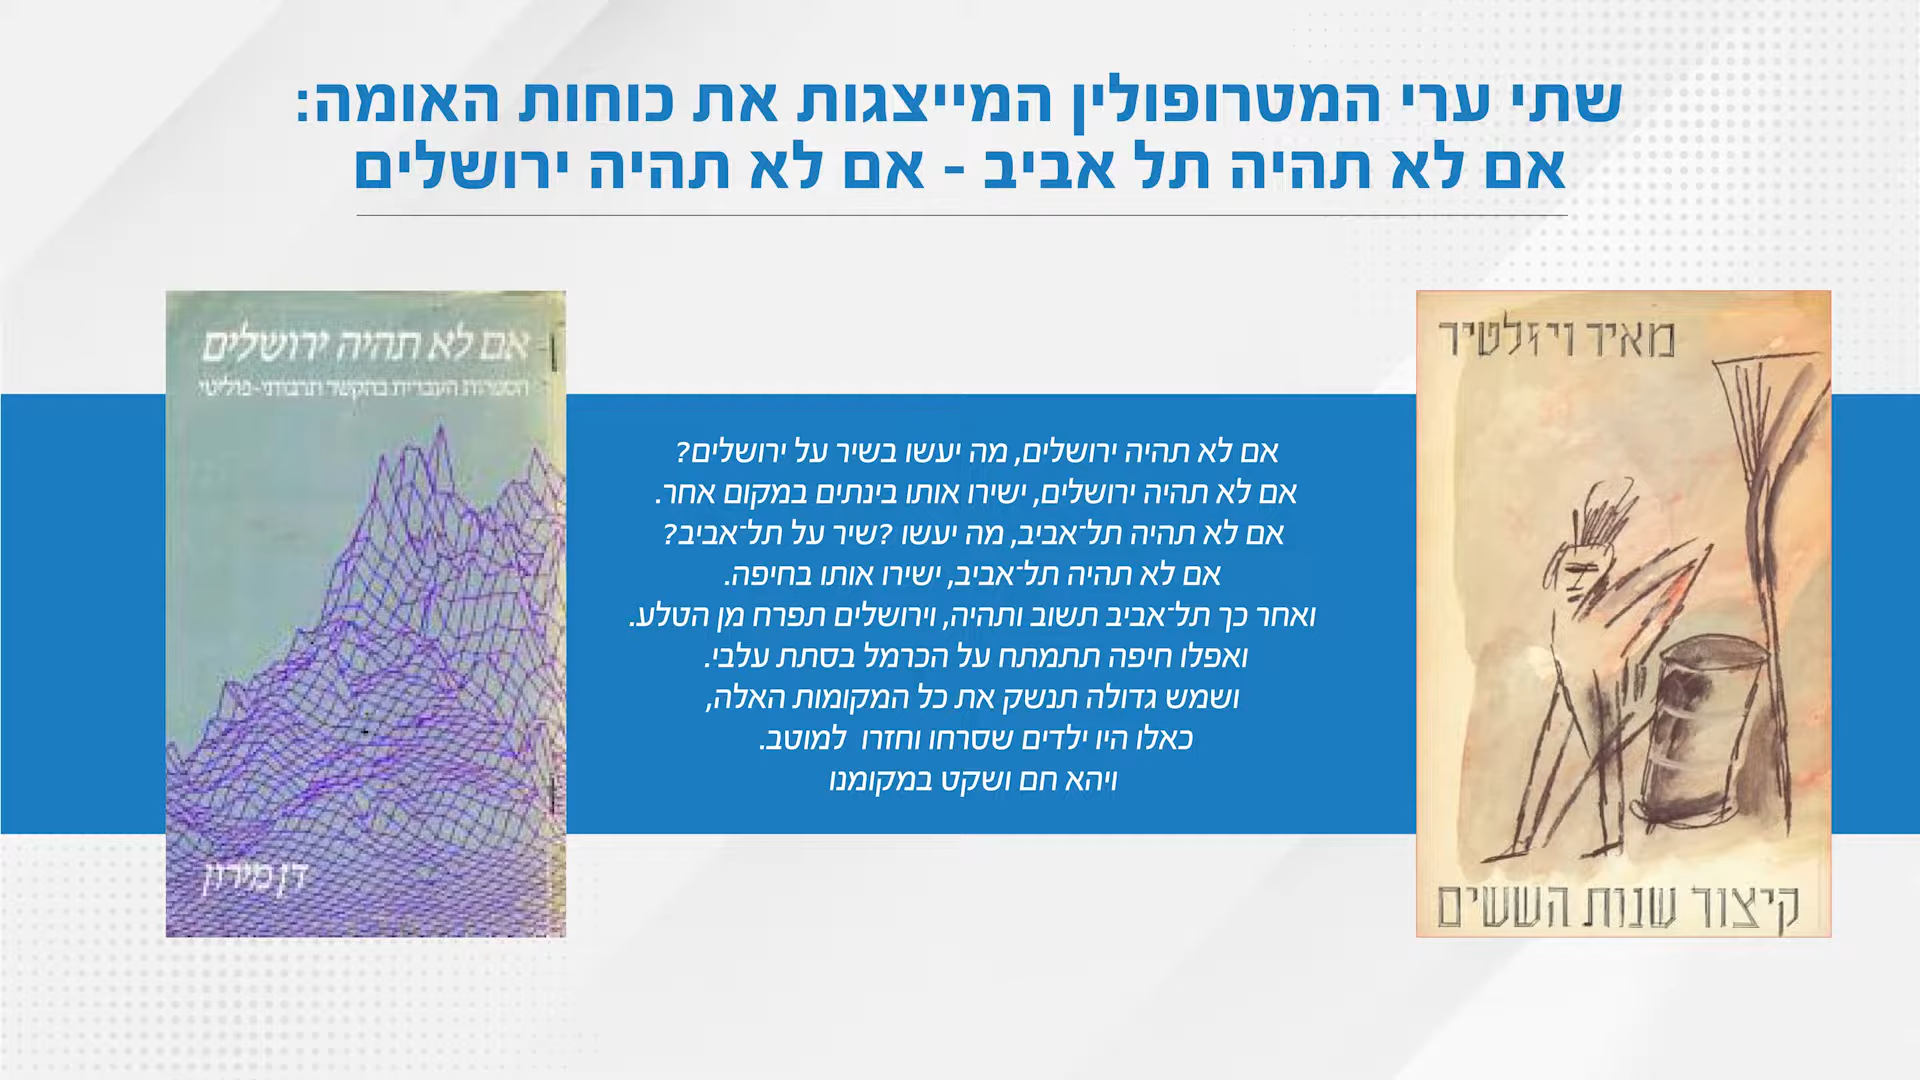 שתי ערי המטרופולין המייצגות את כוחות האומה:
אם לא תהיה תל אביב - אם לא תהיה ירושלים
מאיר ויזלטיר
קיצור שנות הששים
אם לא תהיה ירושלים, מה יעשו בשיר על ירושלים?
אם לא תהיה ירושלים, ישירו אותו בינתים במקום אחר.
אם לא תהיה תל־אביב, מה יעשו ?שיר על תל־אביב?
אם לא תהיה תל־אביב, ישירו אותו בחיפה.
ואחר כך תל־אביב תשוב ותהיה, וירושלים תפרח מן הטלע.
ואפלו חיפה תתמתח על הכרמל בסתת עלבי.
ושמש גדולה תנשק את כל המקומות האלה,
כאלו היו ילדים שסרחו וחזרו למוטב.
ויהא חם ושקט במקומנו
אם לא תהיה ירושלים
הספרות העברית בהקשר תרבותי-פוליטי
דן מירון